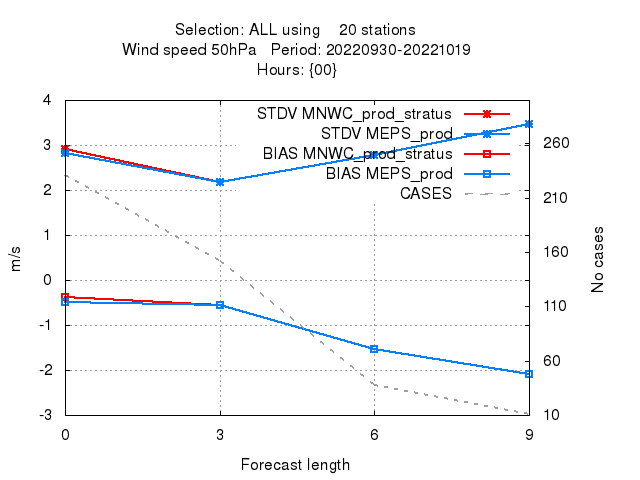 Selection: ALL using 20 stations
Wind speed 50hPa Period: 20220930-20221019
Hours: {00}
STDV MNWC_prod_stratus
STDV MEPS_prod
BIAS MNWC_prod_stratus
BIAS MEPS_prod
CASES
4
3
2
1
0
-1
-2
-3
m/s
260
210
160
110
60
10
No cases
0 3 6 9
Forecast length